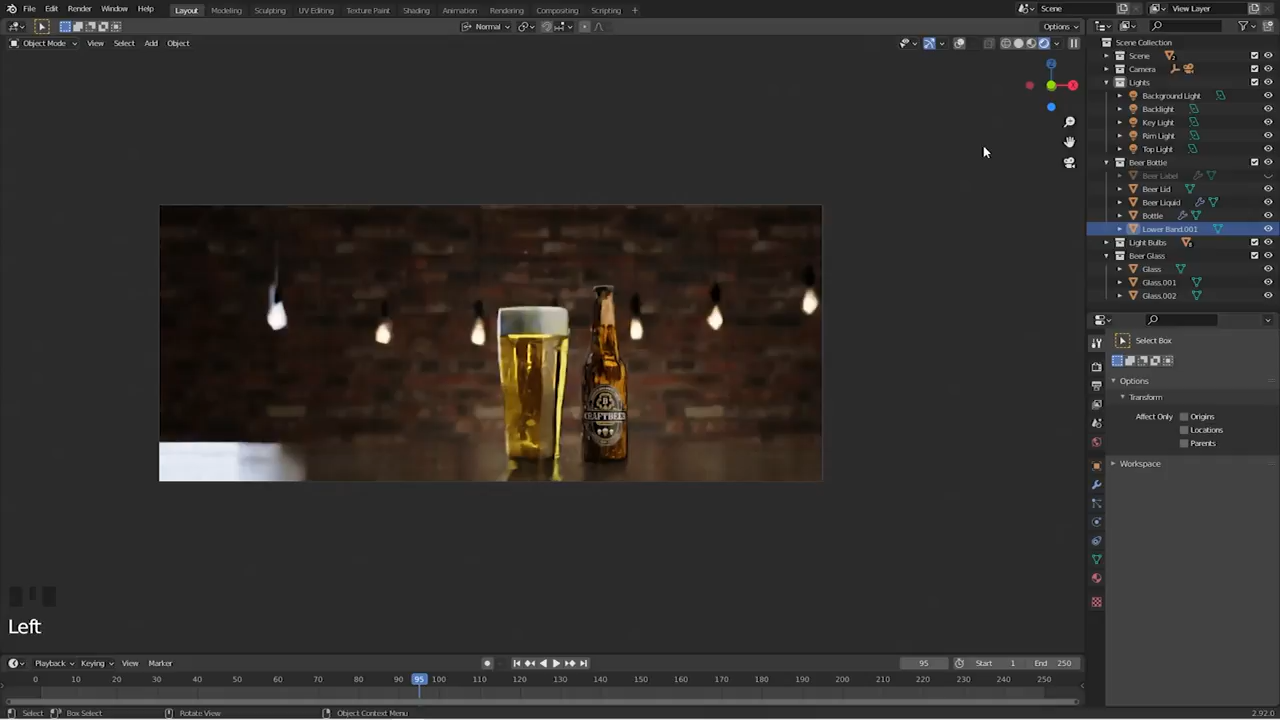 File Edit Render Window Help Layout Modeling Sculpting UV Editing Texture Paint Shading Animation Rendering Compositing Scripting + Scene View Layer
Normal Options
Object Mode View Select Add Object
Scene Collection
Scene
Camera
Lights
Background Light
Backlight
Key Light
Rim Light
Top Light
Beer Bottle
Beer Label
Beer Lid
Beer Liquid
Bottle
Lower Band.001
Light Bulbs
Beer Glass
Glass
Glass.001
Glass.002
Select Box
Options
Transform
Affect Only Origins
Locations
Parents
Workspace
Z
X
CRAFTBEER
Left
Playback Keying View Marker 95 Start 1 End 250
0 10 20 30 40 50 60 70 80 90 95 100 110 120 130 140 150 160 170 180 190 200 210 220 230 240 250
Select Box Select Rotate View Object Context Menu 2.92.0